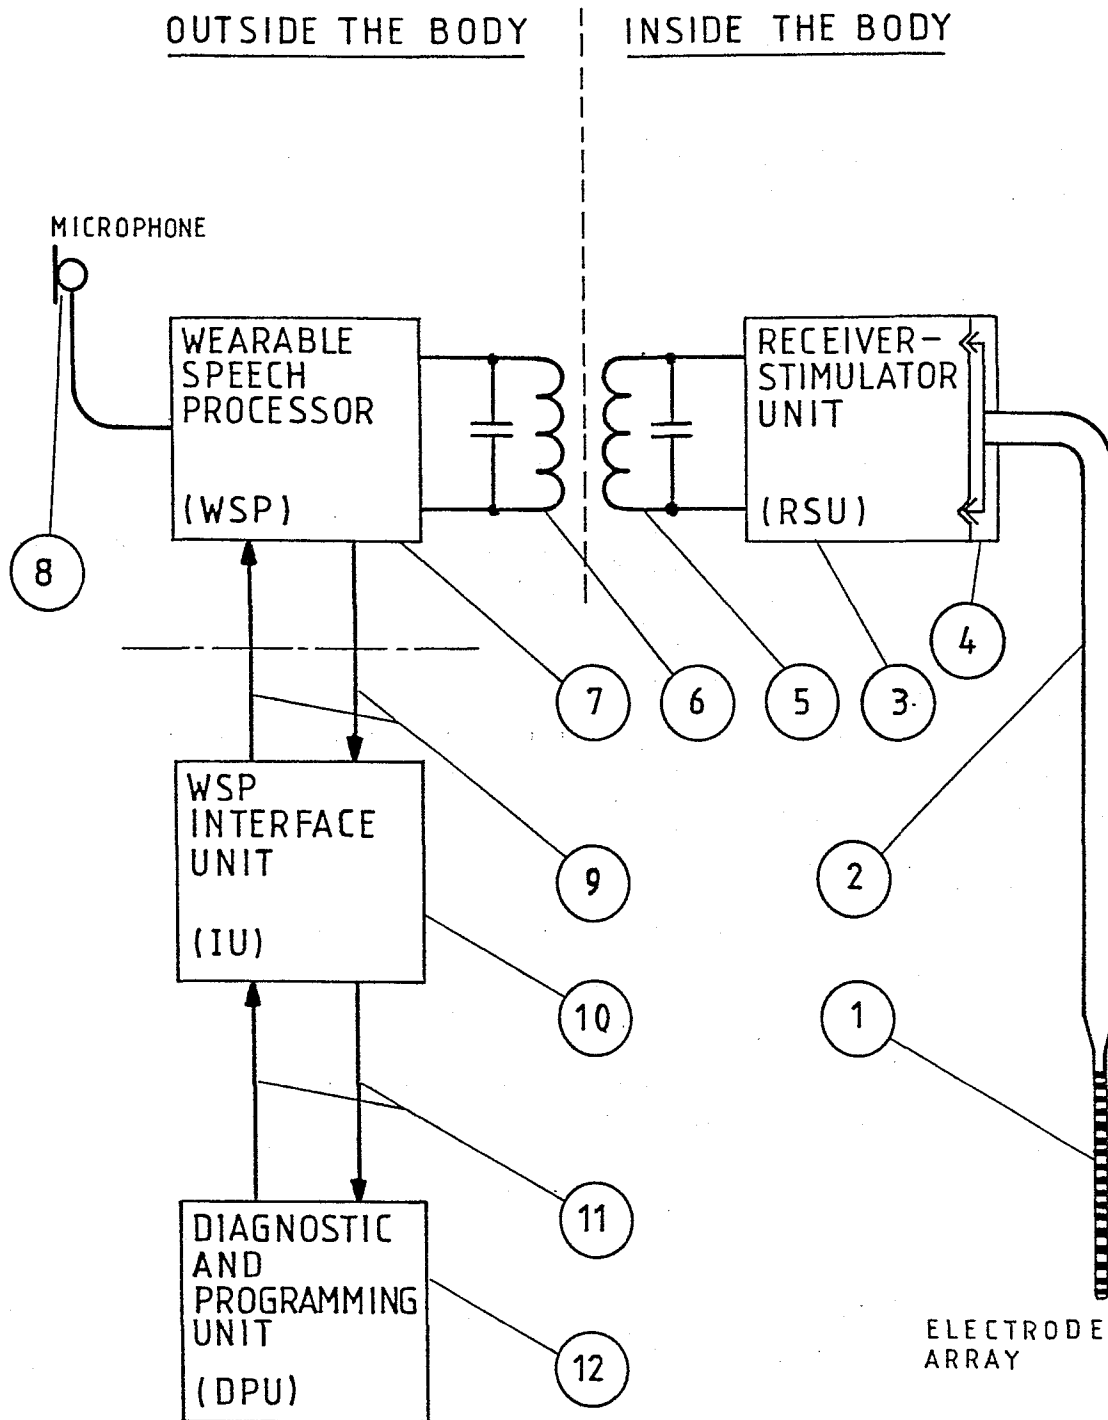 OUTSIDE THE BODY
INSIDE THE BODY
MICROPHONE
WEARABLE
SPEECH
PROCESSOR
(WSP)
RECEIVER-
STIMULATOR
UNIT
(RSU)
8
4
7
6
5
3
WSP
INTERFACE
UNIT
(IU)
9
2
10
1
DIAGNOSTIC
AND
PROGRAMMING
UNIT
(DPU)
11
12
ELECTRODE
ARRAY